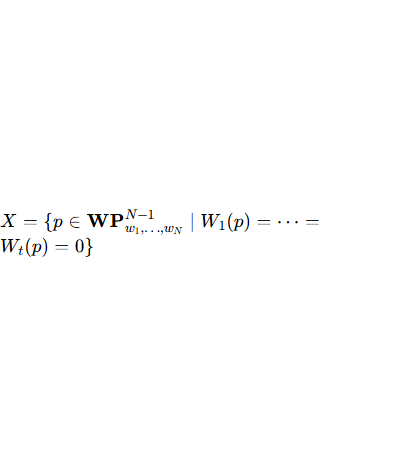 X = {p ∈ WP^{N−1}_{w_1,…,w_N} | W_1(p) = ⋯ =
W_t(p) = 0}